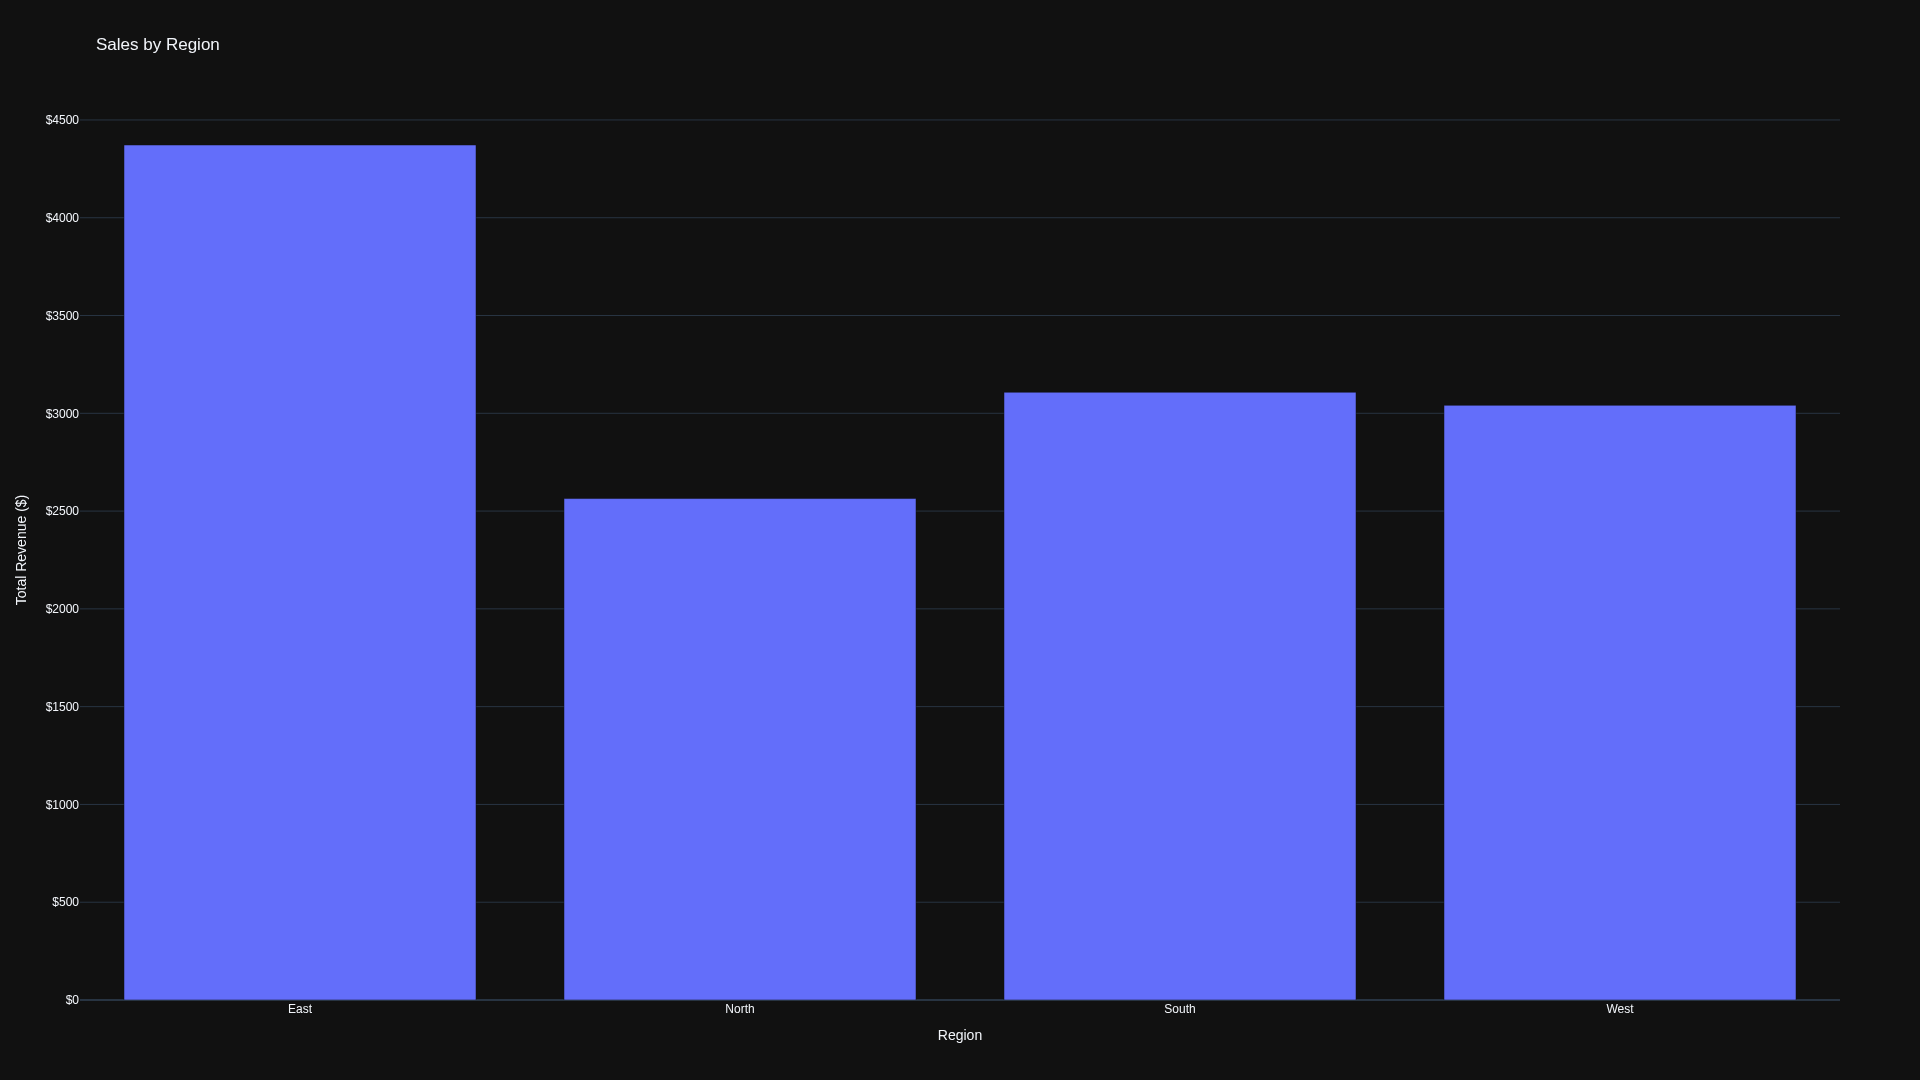 Sales by Region
$4500
$4000
$3500
$3000
$2500
$2000
$1500
$1000
$500
$0
Total Revenue ($)
East
North
South
West
Region